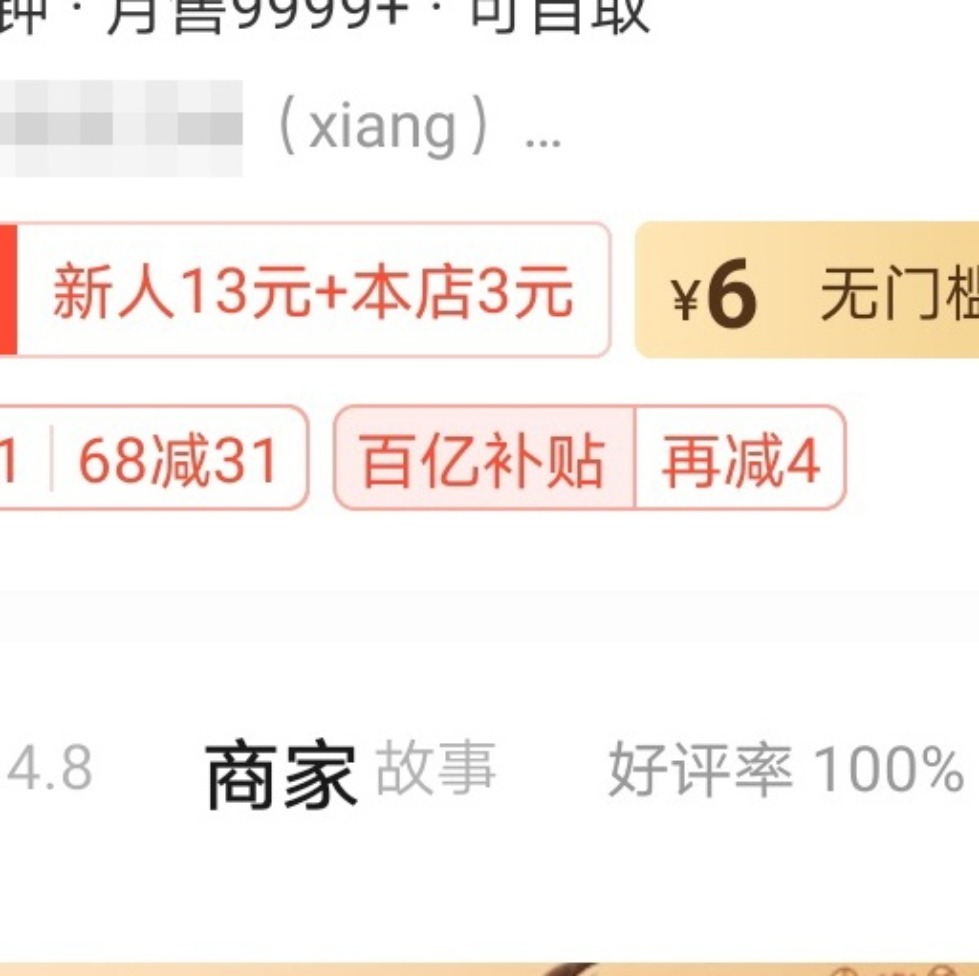 钟 · 月售9999+ · 可自取
（xiang）...
新人13元+本店3元 ¥6 无门槛
1 68减31 百亿补贴 再减4
4.8 商家 故事 好评率 100%